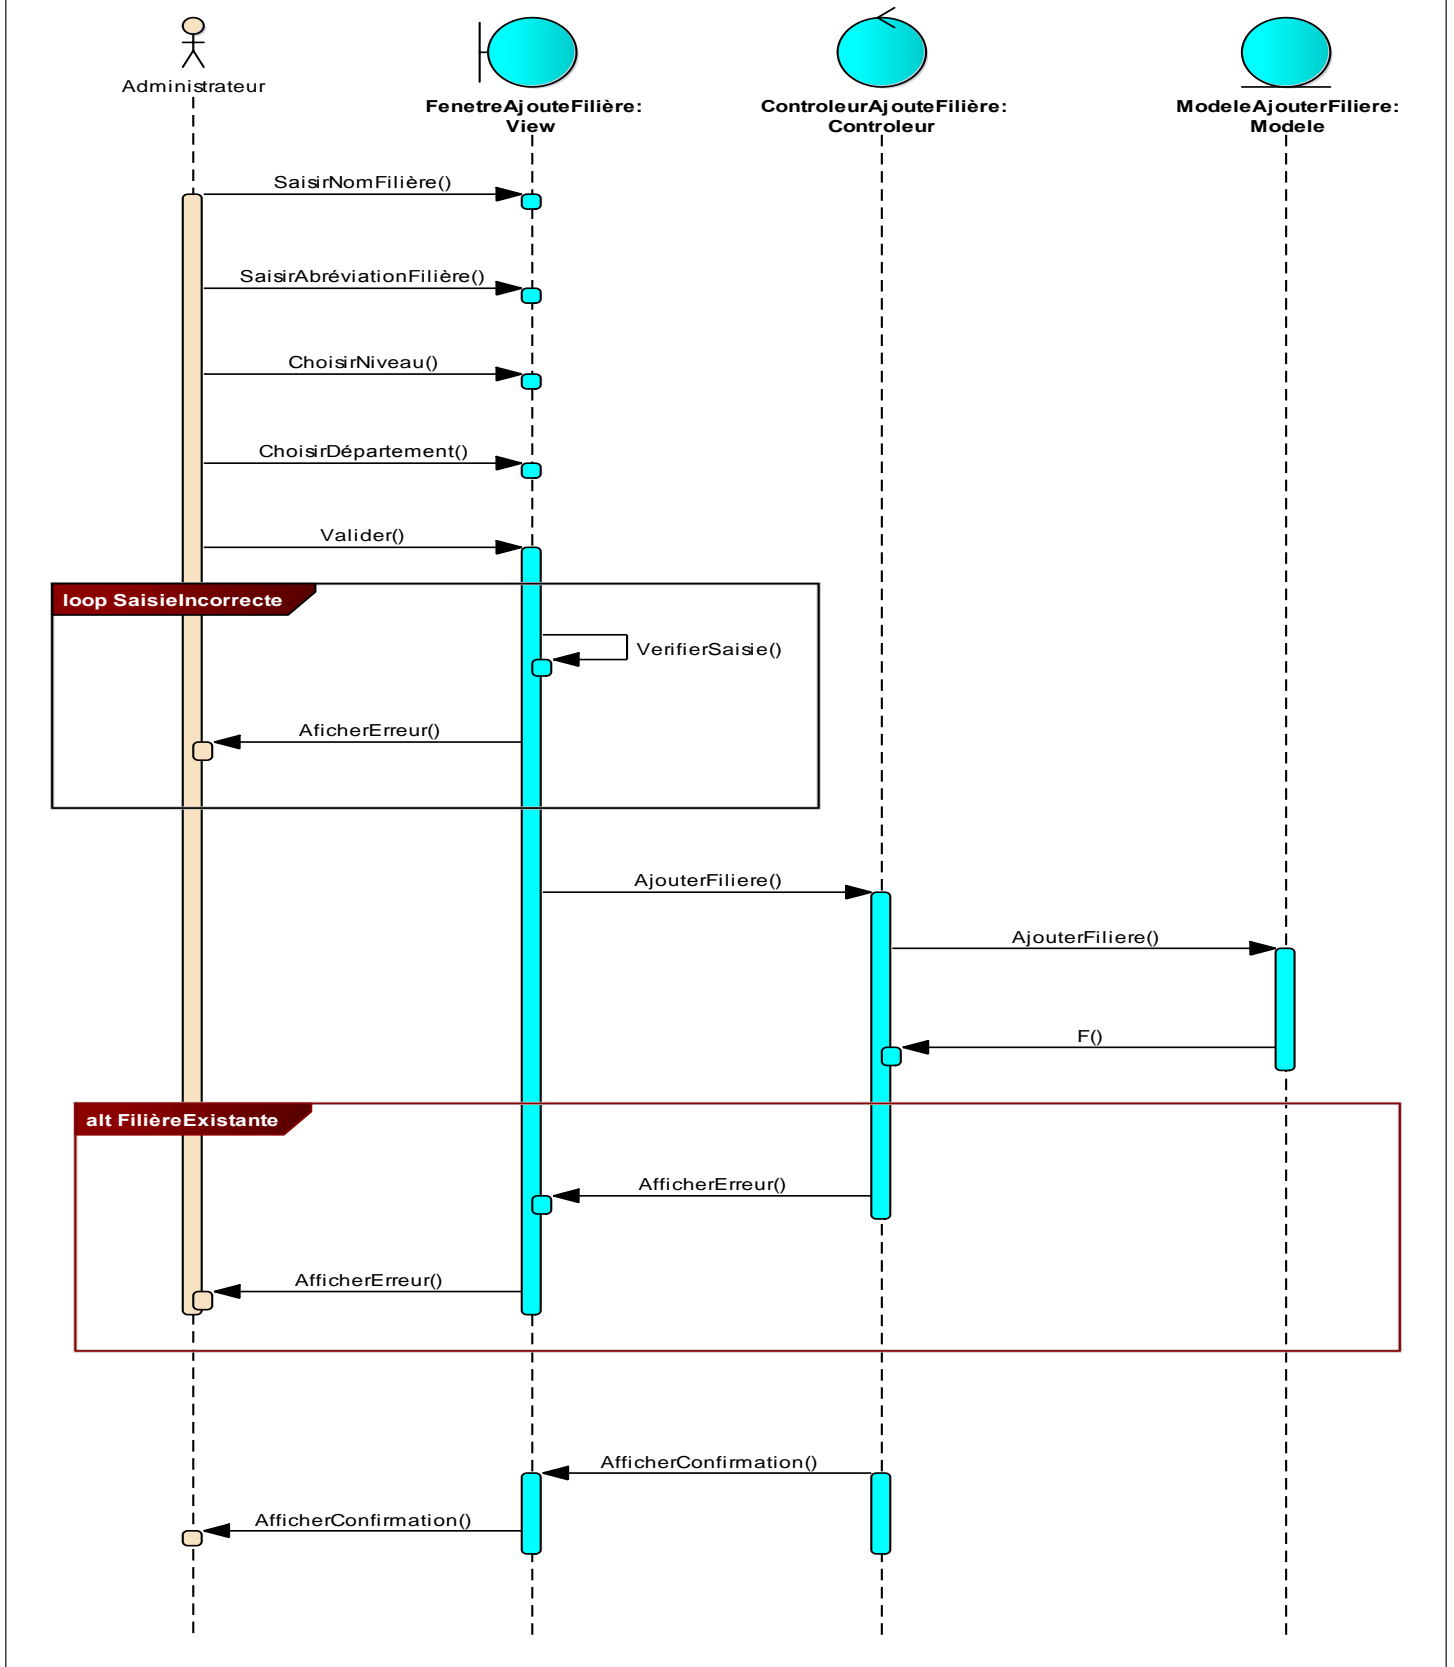 Administrateur
FenetreAjouteFilière:
View
ControleurAjouteFilière:
Controleur
ModeleAjouterFiliere:
Modele
SaisirNomFilière()
SaisirAbréviationFilière()
ChoisirNiveau()
ChoisirDépartement()
Valider()
loop SaisieIncorrecte
VerifierSaisie()
AficherErreur()
AjouterFiliere()
AjouterFiliere()
F()
alt FilièreExistante
AfficherErreur()
AfficherErreur()
AfficherConfirmation()
AfficherConfirmation()